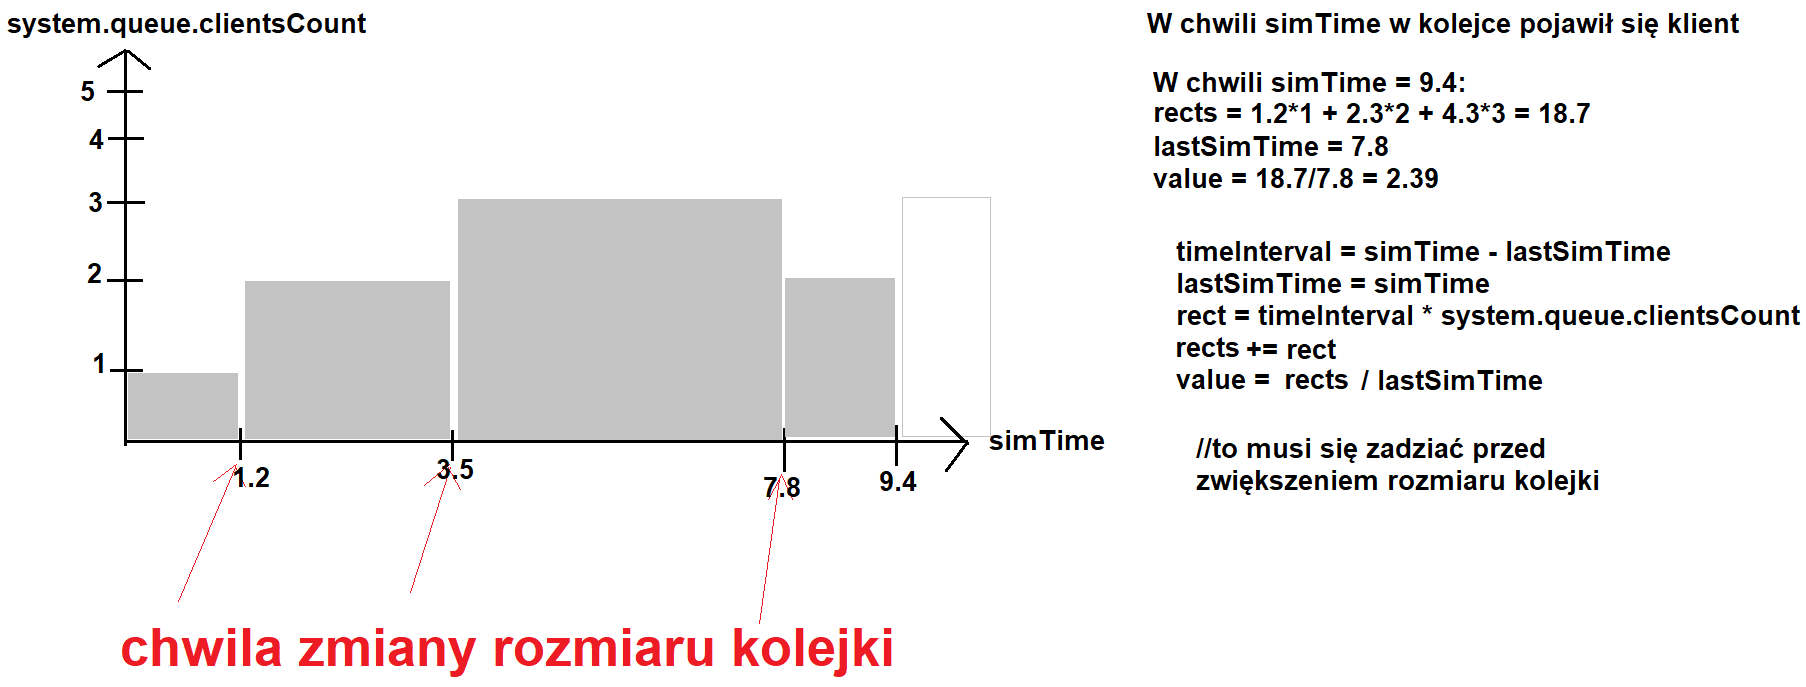 system.queue.clientsCount
5
4
3
2
1
1.2
3.5
7.8
9.4
simTime
chwila zmiany rozmiaru kolejki
W chwili simTime w kolejce pojawił się klient
W chwili simTime = 9.4:
rects = 1.2*1 + 2.3*2 + 4.3*3 = 18.7
lastSimTime = 7.8
value = 18.7/7.8 = 2.39
timeInterval = simTime - lastSimTime
lastSimTime = simTime
rect = timeInterval * system.queue.clientsCount
rects += rect
value = rects / lastSimTime
//to musi się zadziać przed
zwiększeniem rozmiaru kolejki